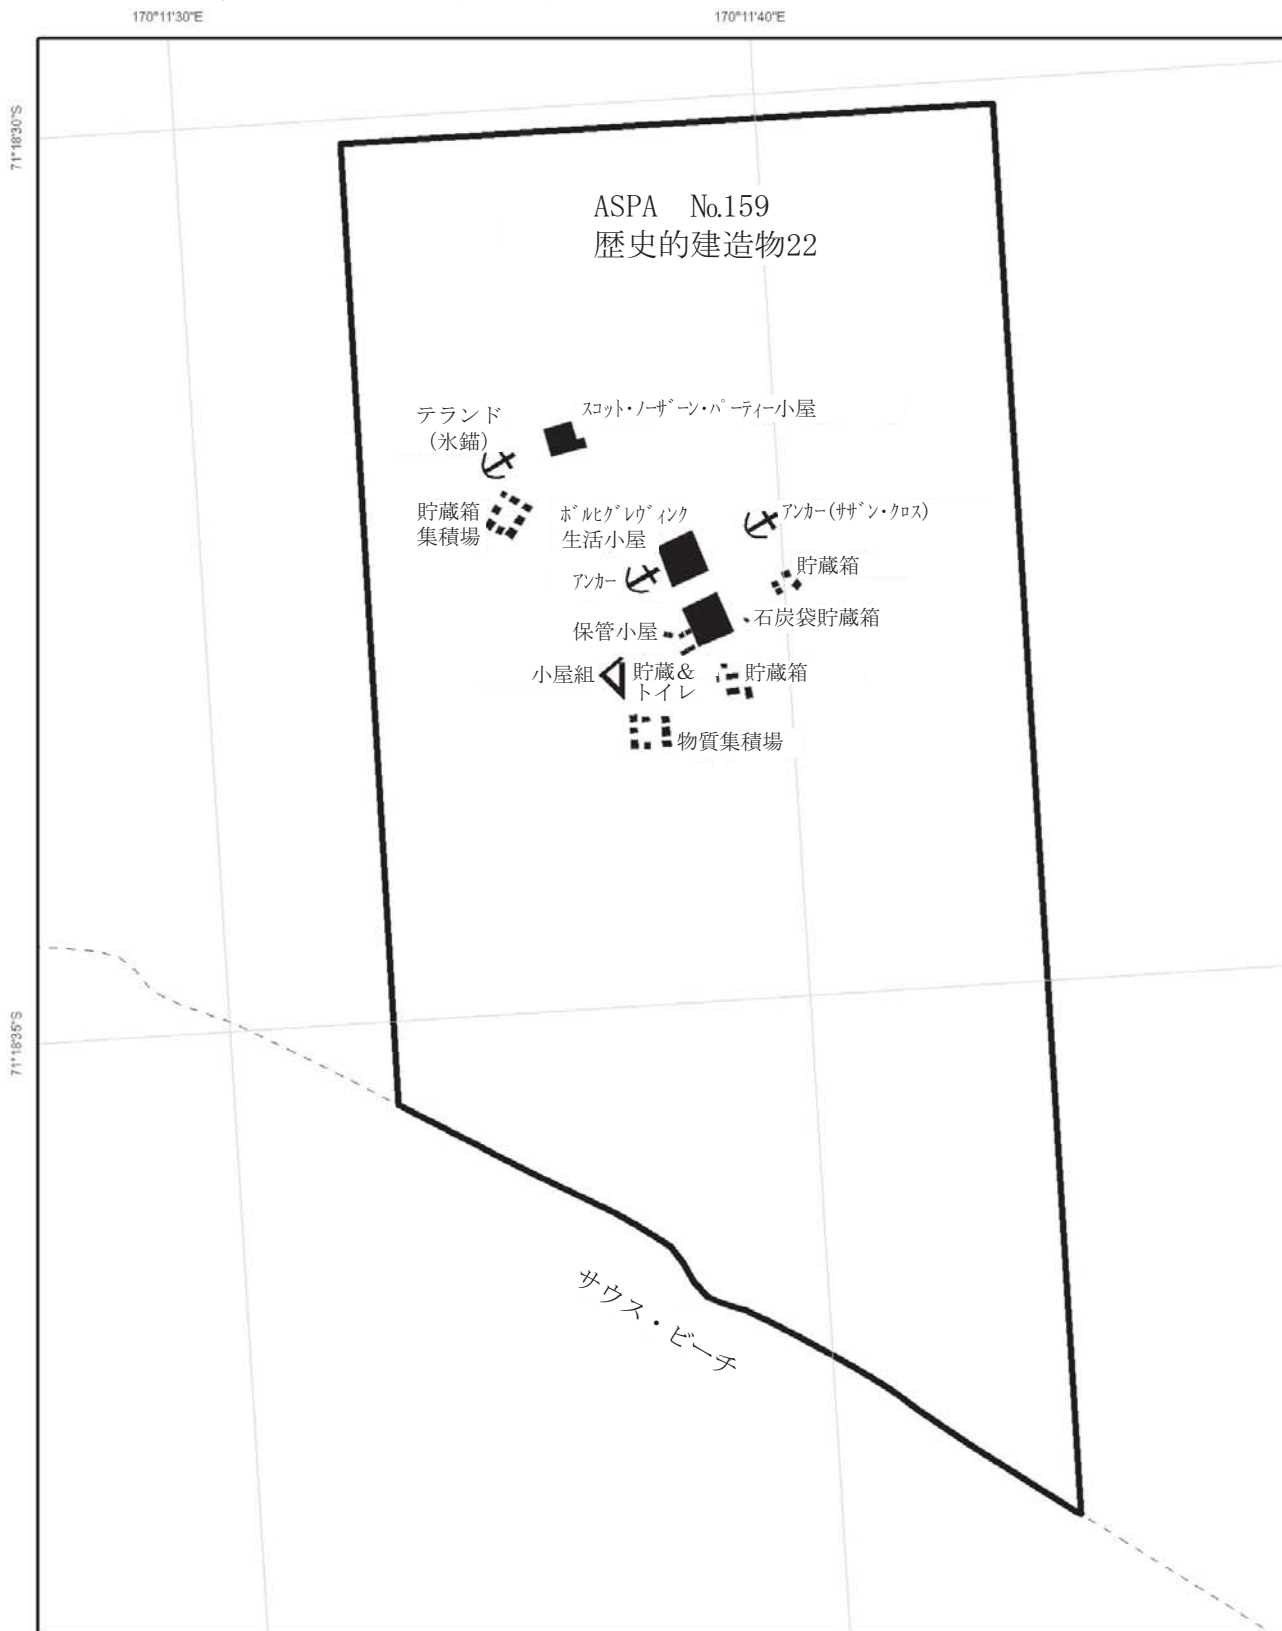 170°11'30"E
170°11'40"E
71°18'30"S
ASPA　№159
歴史的建造物22
スコット・ノーザーン・パーティー小屋
テランド
（氷錨）
貯蔵箱
集積場
ボルヒグレヴィンク
生活小屋
アンカー(サザン・クロス)
アンカー
貯蔵箱
石炭袋貯蔵箱
保管小屋
小屋組
貯蔵＆
トイレ
貯蔵箱
物質集積場
71°18'35"S
サウス・ビーチ